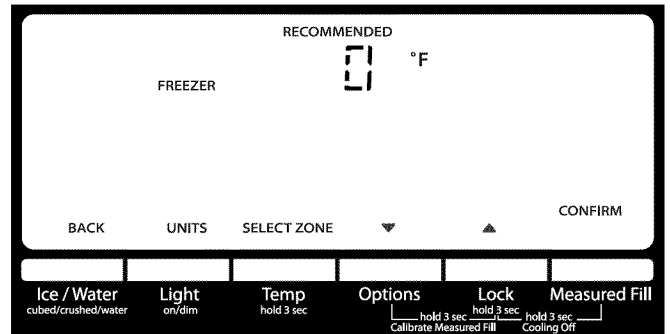 RECOMMENDED
FREEZER 0 °F
CONFIRM
BACK UNITS SELECT ZONE ▼ ▲
Ice / Water Light Temp Options Lock Measured Fill
cubed/crushed/water on/dim hold 3 sec hold 3 sec hold 3 sec hold 3 sec
Calibrate Measured Fill Cooling Off